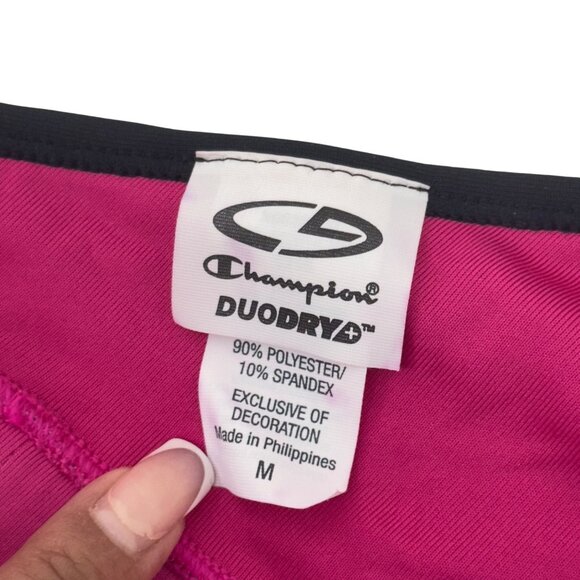 Champion®
DUODRY+™
90% POLYESTER/
10% SPANDEX
EXCLUSIVE OF
DECORATION
Made in Philippines
M